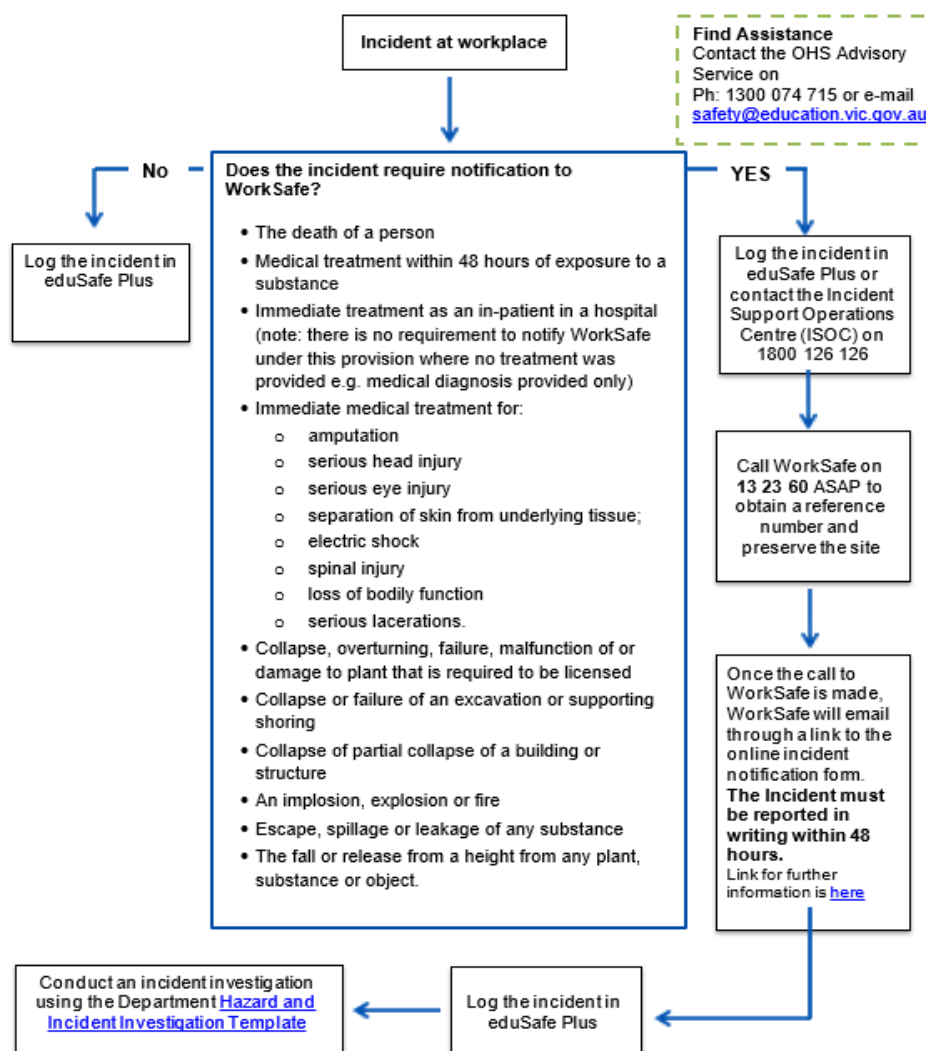 Incident at workplace
Find Assistance
Contact the OHS Advisory
Service on
Ph: 1300 074 715 or e-mail
safety@education.vic.gov.au
No
Does the incident require notification to
WorkSafe?
YES
• The death of a person
• Medical treatment within 48 hours of exposure to a
substance
• Immediate treatment as an in-patient in a hospital
(note: there is no requirement to notify WorkSafe
under this provision where no treatment was
provided e.g. medical diagnosis provided only)
• Immediate medical treatment for:
o amputation
o serious head injury
o serious eye injury
o separation of skin from underlying tissue;
o electric shock
o spinal injury
o loss of bodily function
o serious lacerations.
• Collapse, overturning, failure, malfunction of or
damage to plant that is required to be licensed
• Collapse or failure of an excavation or supporting
shoring
• Collapse of partial collapse of a building or
structure
• An implosion, explosion or fire
• Escape, spillage or leakage of any substance
• The fall or release from a height from any plant,
substance or object.
Log the incident in
eduSafe Plus
Log the incident in
eduSafe Plus or
contact the Incident
Support Operations
Centre (ISOC) on
1800 126 126
Call WorkSafe on
13 23 60 ASAP to
obtain a reference
number and
preserve the site
Once the call to
WorkSafe is made,
WorkSafe will email
through a link to the
online incident
notification form.
The Incident must
be reported in
writing within 48
hours.
Link for further
information is here
Log the incident in
eduSafe Plus
Conduct an incident investigation
using the Department Hazard and
Incident Investigation Template